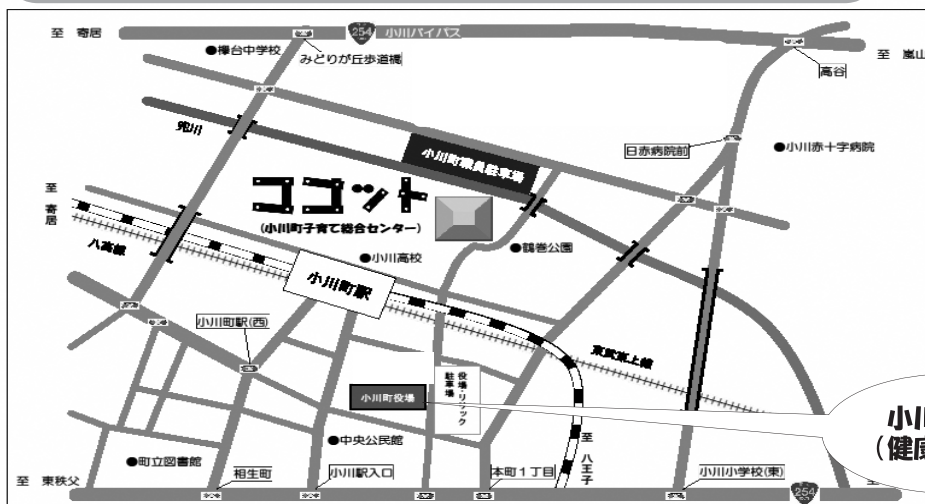 至 寄居
254
小川バイパス
●欅台中学校
みどりが丘歩道橋
至 嵐山
高谷
兜川
小川町職員駐車場
日赤病院前
●小川赤十字病院
至
寄居
ココット
(小川町子育て総合センター)
八高線
●小川高校
●鶴巻公園
小川町駅
小川町駅(西)
東武東上線
役場・リリック
駐車場
小川町役場
小川
(健康
●中央公民館
至
八王子
●町立図書館
至 東秩父
相生町
小川駅入口
本町1丁目
小川小学校(東)
254
至